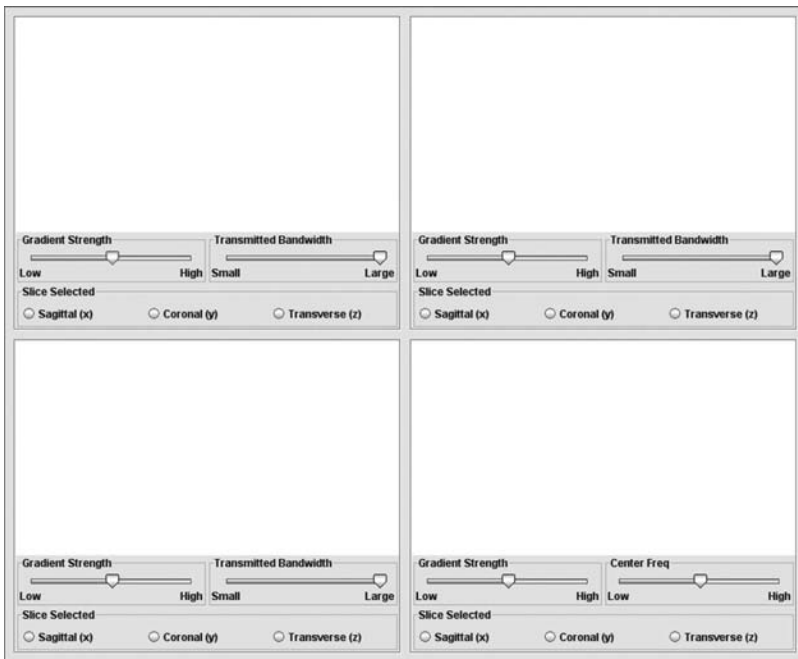 Gradient Strength Transmitted Bandwidth
Low High Small Large
Slice Selected
Sagittal (x) Coronal (y) Transverse (z)
Gradient Strength Transmitted Bandwidth
Low High Small Large
Slice Selected
Sagittal (x) Coronal (y) Transverse (z)
Gradient Strength Transmitted Bandwidth
Low High Small Large
Slice Selected
Sagittal (x) Coronal (y) Transverse (z)
Gradient Strength Center Freq
Low High Low High
Slice Selected
Sagittal (x) Coronal (y) Transverse (z)